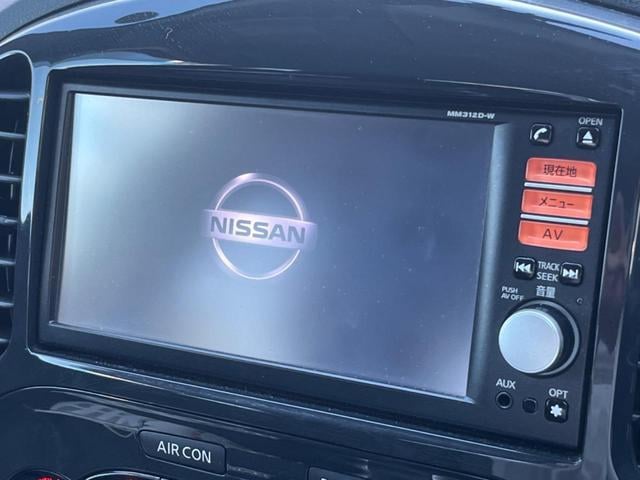 MM312D-W
OPEN
現在地
メニュー
AV
NISSAN
TRACK
SEEK
PUSH
AV OFF
音量
AUX
OPT
AIR CON